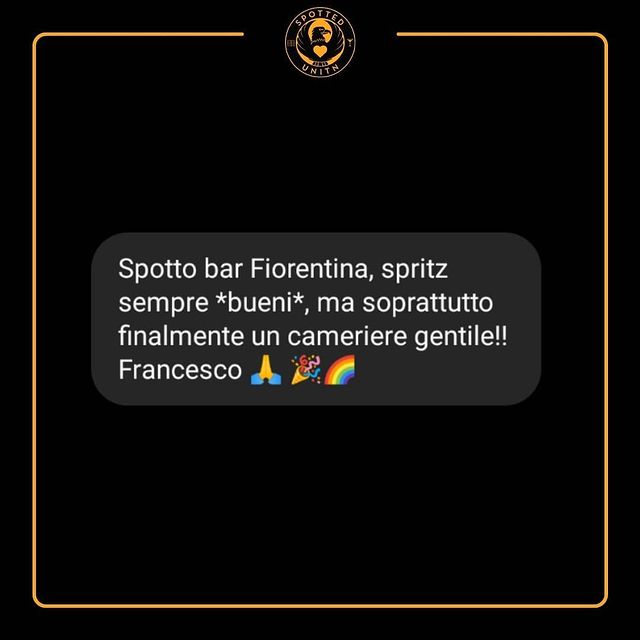 SPOTTED
UNITN
Spotto bar Fiorentina, spritz
sempre *bueni*, ma soprattutto
finalmente un cameriere gentile!!
Francesco 🙏 🎉🌈